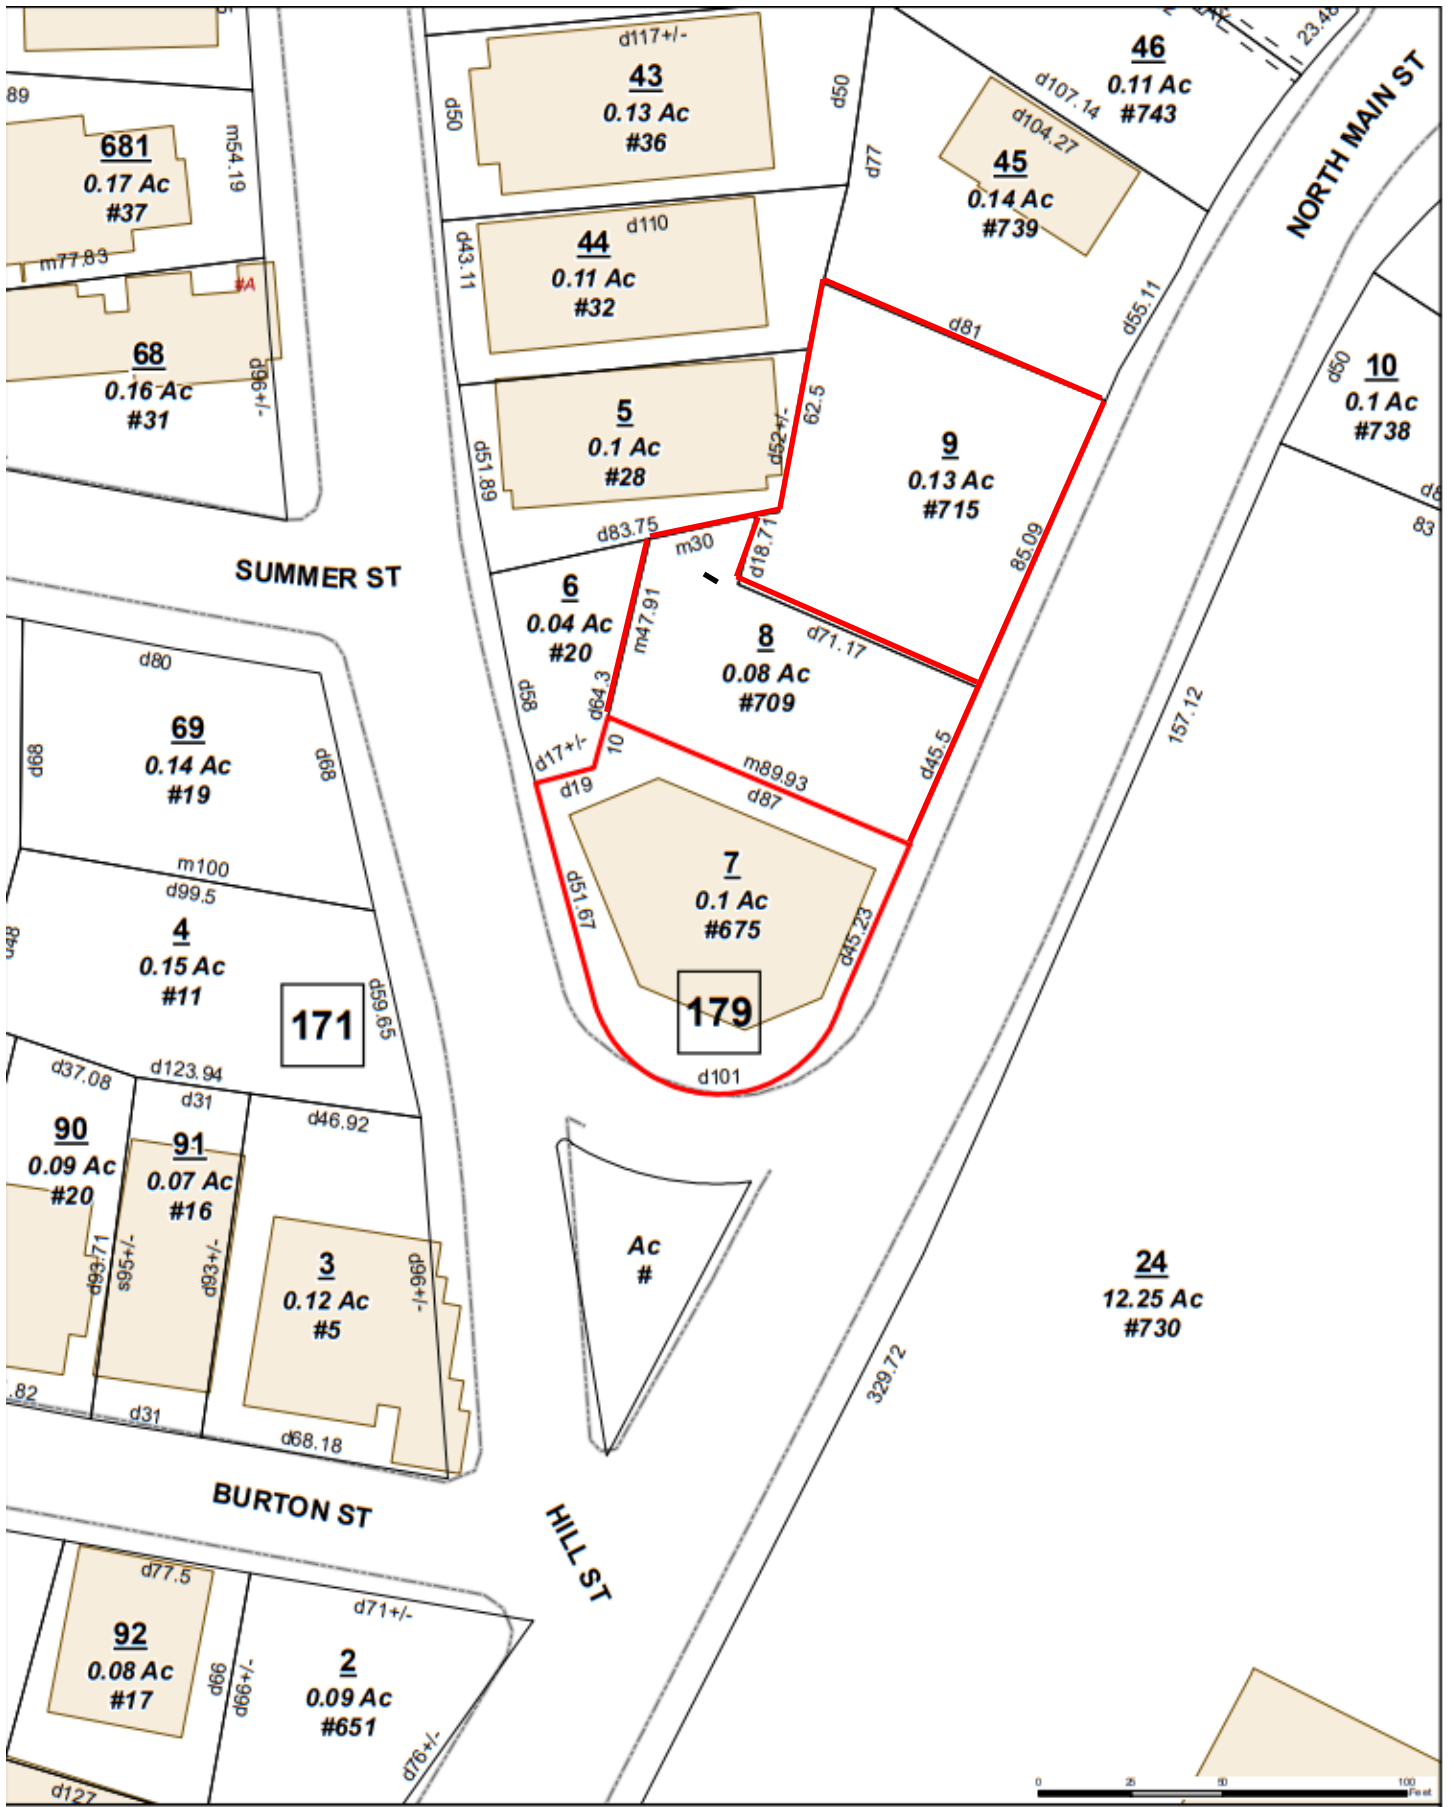 d117+/-
43
0.13 Ac
#36
d50
d50
d77
46
0.11 Ac
#743
23.48
d107.14
d104.27
45
0.14 Ac
#739
NORTH MAIN ST
89
681
0.17 Ac
#37
m54.19
m77.83
#A
68
0.16 Ac
#31
d96+/-
d43.11
d110
44
0.11 Ac
#32
d81
d55.11
d50
10
0.1 Ac
#738
83
5
0.1 Ac
#28
d51.89
d52+/-
62.5
9
0.13 Ac
#715
85.09
d83.75
m30
d18.71
SUMMER ST
6
0.04 Ac
#20
m47.91
d64.3
d58
8
0.08 Ac
#709
d71.17
d45.5
157.12
d80
69
0.14 Ac
#19
d68
d68
d17+/-
10
d19
m89.93
d87
7
0.1 Ac
#675
d51.67
d45.23
179
d101
m100
d99.5
4
0.15 Ac
#11
d48
171
d59.65
d37.08
d123.94
d31
d46.92
90
0.09 Ac
#20
91
0.07 Ac
#16
d93.71
s95+/-
d93+/-
3
0.12 Ac
#5
d96+/-
Ac
#
24
12.25 Ac
#730
329.72
.82
d31
d68.18
BURTON ST
HILL ST
d77.5
d71+/-
92
0.08 Ac
#17
d99
d99+/-
2
0.09 Ac
#651
d76+/-
d127
0 25 50 100
Feet